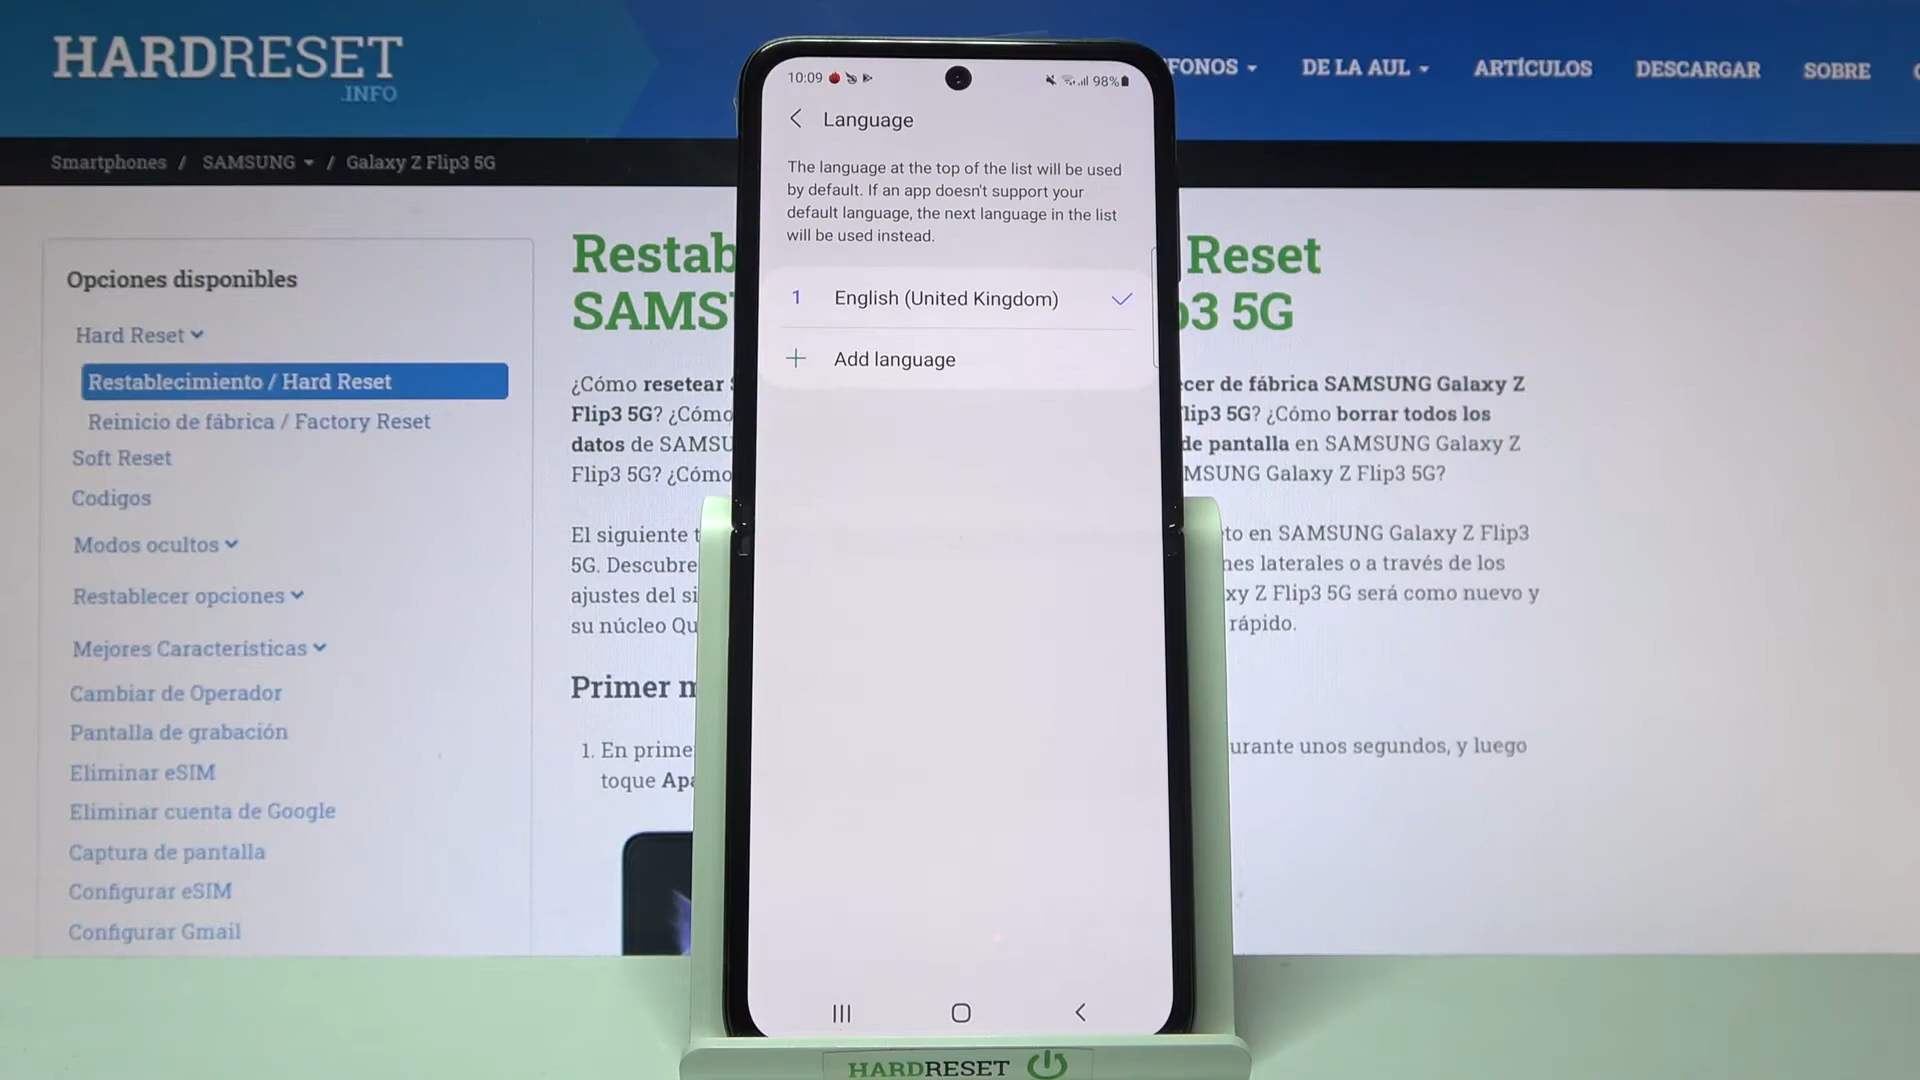 HARDRESET
.INFO
FONOS
DE LA AUL
ARTÍCULOS
DESCARGAR
SOBRE
Smartphones / SAMSUNG / Galaxy Z Flip3 5G
Opciones disponibles
Hard Reset
Restablecimiento / Hard Reset
Reinicio de fábrica / Factory Reset
Soft Reset
Codigos
Modos ocultos
Restablecer opciones
Mejores Características
Cambiar de Operador
Pantalla de grabación
Eliminar eSIM
Eliminar cuenta de Google
Captura de pantalla
Configurar eSIM
Configurar Gmail
Restab
SAMS
¿Cómo resetear
Flip3 5G? ¿Cómo
datos de SAMSU
Flip3 5G? ¿Cómo
El siguiente t
5G. Descubre
ajustes del si
su núcleo Qu
Primer m
1. En prime
toque Apa
10:09
98%
Language
The language at the top of the list will be used
by default. If an app doesn't support your
default language, the next language in the list
will be used instead.
1 English (United Kingdom)
+ Add language
Reset
p3 5G
cer de fábrica SAMSUNG Galaxy Z
lip3 5G? ¿Cómo borrar todos los
de pantalla en SAMSUNG Galaxy Z
MSUNG Galaxy Z Flip3 5G?
to en SAMSUNG Galaxy Z Flip3
nes laterales o a través de los
xy Z Flip3 5G será como nuevo y
rápido.
urante unos segundos, y luego
HARDRESET